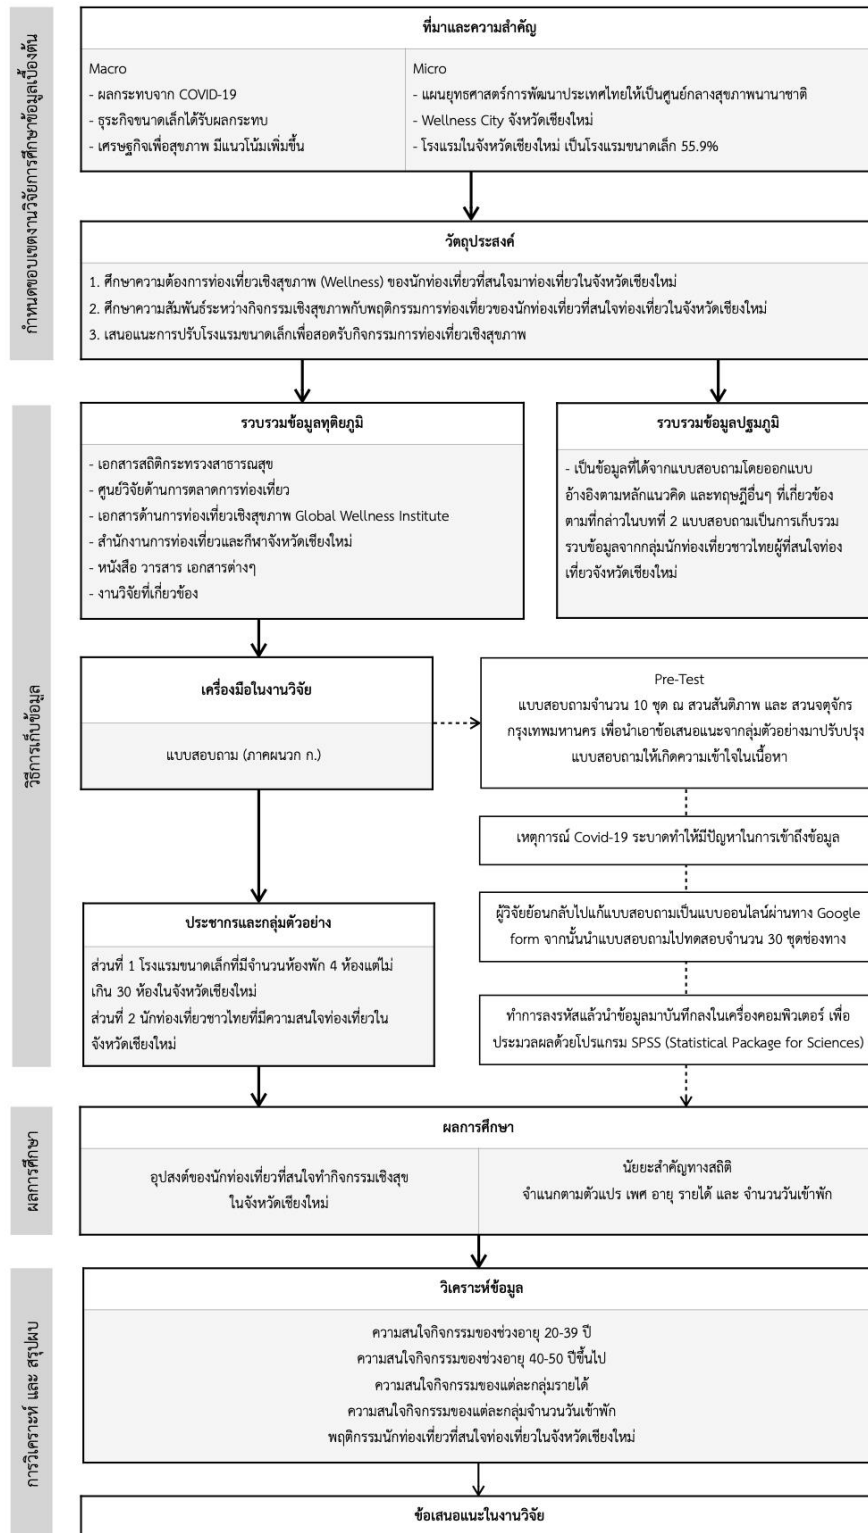 กำหนดขอบเขตงานวิจัยการศึกษาข้อมูลเบื้องต้น
ที่มาและความสำคัญ
Macro
- ผลกระทบจาก COVID-19
- ธุระกิจขนาดเล็กได้รับผลกระทบ
- เศรษฐกิจเพื่อสุขภาพ มีแนวโน้มเพิ่มขึ้น
Micro
- แผนยุทธศาสตร์การพัฒนาประเทศไทยให้เป็นศูนย์กลางสุขภาพนานาชาติ
- Wellness City จังหวัดเชียงใหม่
- โรงแรมในจังหวัดเชียงใหม่ เป็นโรงแรมขนาดเล็ก 55.9%
วัตถุประสงค์
1. ศึกษาความต้องการท่องเที่ยวเชิงสุขภาพ (Wellness) ของนักท่องเที่ยวที่สนใจมาท่องเที่ยวในจังหวัดเชียงใหม่
2. ศึกษาความสัมพันธ์ระหว่างกิจกรรมเชิงสุขภาพกับพฤติกรรมการท่องเที่ยวของนักท่องเที่ยวที่สนใจท่องเที่ยวในจังหวัดเชียงใหม่
3. เสนอแนะการปรับโรงแรมขนาดเล็กเพื่อสอดรับกิจกรรมการท่องเที่ยวเชิงสุขภาพ
วิธีการเก็บข้อมูล
รวบรวมข้อมูลทุติยภูมิ
- เอกสารสถิติกระทรวงสาธารณสุข
- ศูนย์วิจัยด้านการตลาดการท่องเที่ยว
- เอกสารด้านการท่องเที่ยวเชิงสุขภาพ Global Wellness Institute
- สำนักงานการท่องเที่ยวและกีฬาจังหวัดเชียงใหม่
- หนังสือ วารสาร เอกสารต่างๆ
- งานวิจัยที่เกี่ยวข้อง
รวบรวมข้อมูลปฐมภูมิ
- เป็นข้อมูลที่ได้จากแบบสอบถามโดยออกแบบ
อ้างอิงตามหลักแนวคิด และทฤษฎีอื่นๆ ที่เกี่ยวข้อง
ตามที่กล่าวในบทที่ 2 แบบสอบถามเป็นการเก็บรวม
รวบข้อมูลจากกลุ่มนักท่องเที่ยวชาวไทยผู้ที่สนใจท่อง
เที่ยวจังหวัดเชียงใหม่
เครื่องมือในงานวิจัย
แบบสอบถาม (ภาคผนวก ก.)
Pre-Test
แบบสอบถามจำนวน 10 ชุด ณ สวนสันติภาพ และ สวนจตุจักร
กรุงเทพมหานคร เพื่อนำเอาข้อเสนอแนะจากกลุ่มตัวอย่างมาปรับปรุง
แบบสอบถามให้เกิดความเข้าใจในเนื้อหา
เหตุการณ์ Covid-19 ระบาดทำให้มีปัญหาในการเข้าถึงข้อมูล
ผู้วิจัยย้อนกลับไปแก้แบบสอบถามเป็นแบบออนไลน์ผ่านทาง Google
form จากนั้นนำแบบสอบถามไปทดสอบจำนวน 30 ชุดช่องทาง
ทำการลงรหัสแล้วนำข้อมูลมาบันทึกลงในเครื่องคอมพิวเตอร์ เพื่อ
ประมวลผลด้วยโปรแกรม SPSS (Statistical Package for Sciences)
ประชากรและกลุ่มตัวอย่าง
ส่วนที่ 1 โรงแรมขนาดเล็กที่มีจำนวนห้องพัก 4 ห้องแต่ไม่
เกิน 30 ห้องในจังหวัดเชียงใหม่
ส่วนที่ 2 นักท่องเที่ยวชาวไทยที่มีความสนใจท่องเที่ยวใน
จังหวัดเชียงใหม่
ผลการศึกษา
ผลการศึกษา
อุปสงต์ของนักท่องเที่ยวที่สนใจทำกิจกรรมเชิงสุข
ในจังหวัดเชียงใหม่
นัยยะสำคัญทางสถิติ
จำแนกตามตัวแปร เพศ อายุ รายได้ และ จำนวนวันเข้าพัก
การวิเคราะห์ และ สรุปผบ
วิเคราะห์ข้อมูล
ความสนใจกิจกรรมของช่วงอายุ 20-39 ปี
ความสนใจกิจกรรมของช่วงอายุ 40-50 ปีขึ้นไป
ความสนใจกิจกรรมของแต่ละกลุ่มรายได้
ความสนใจกิจกรรมของแต่ละกลุ่มจำนวนวันเข้าพัก
พฤติกรรมนักท่องเที่ยวที่สนใจท่องเที่ยวในจังหวัดเชียงใหม่
ข้อเสนอแนะในงานวิจัย